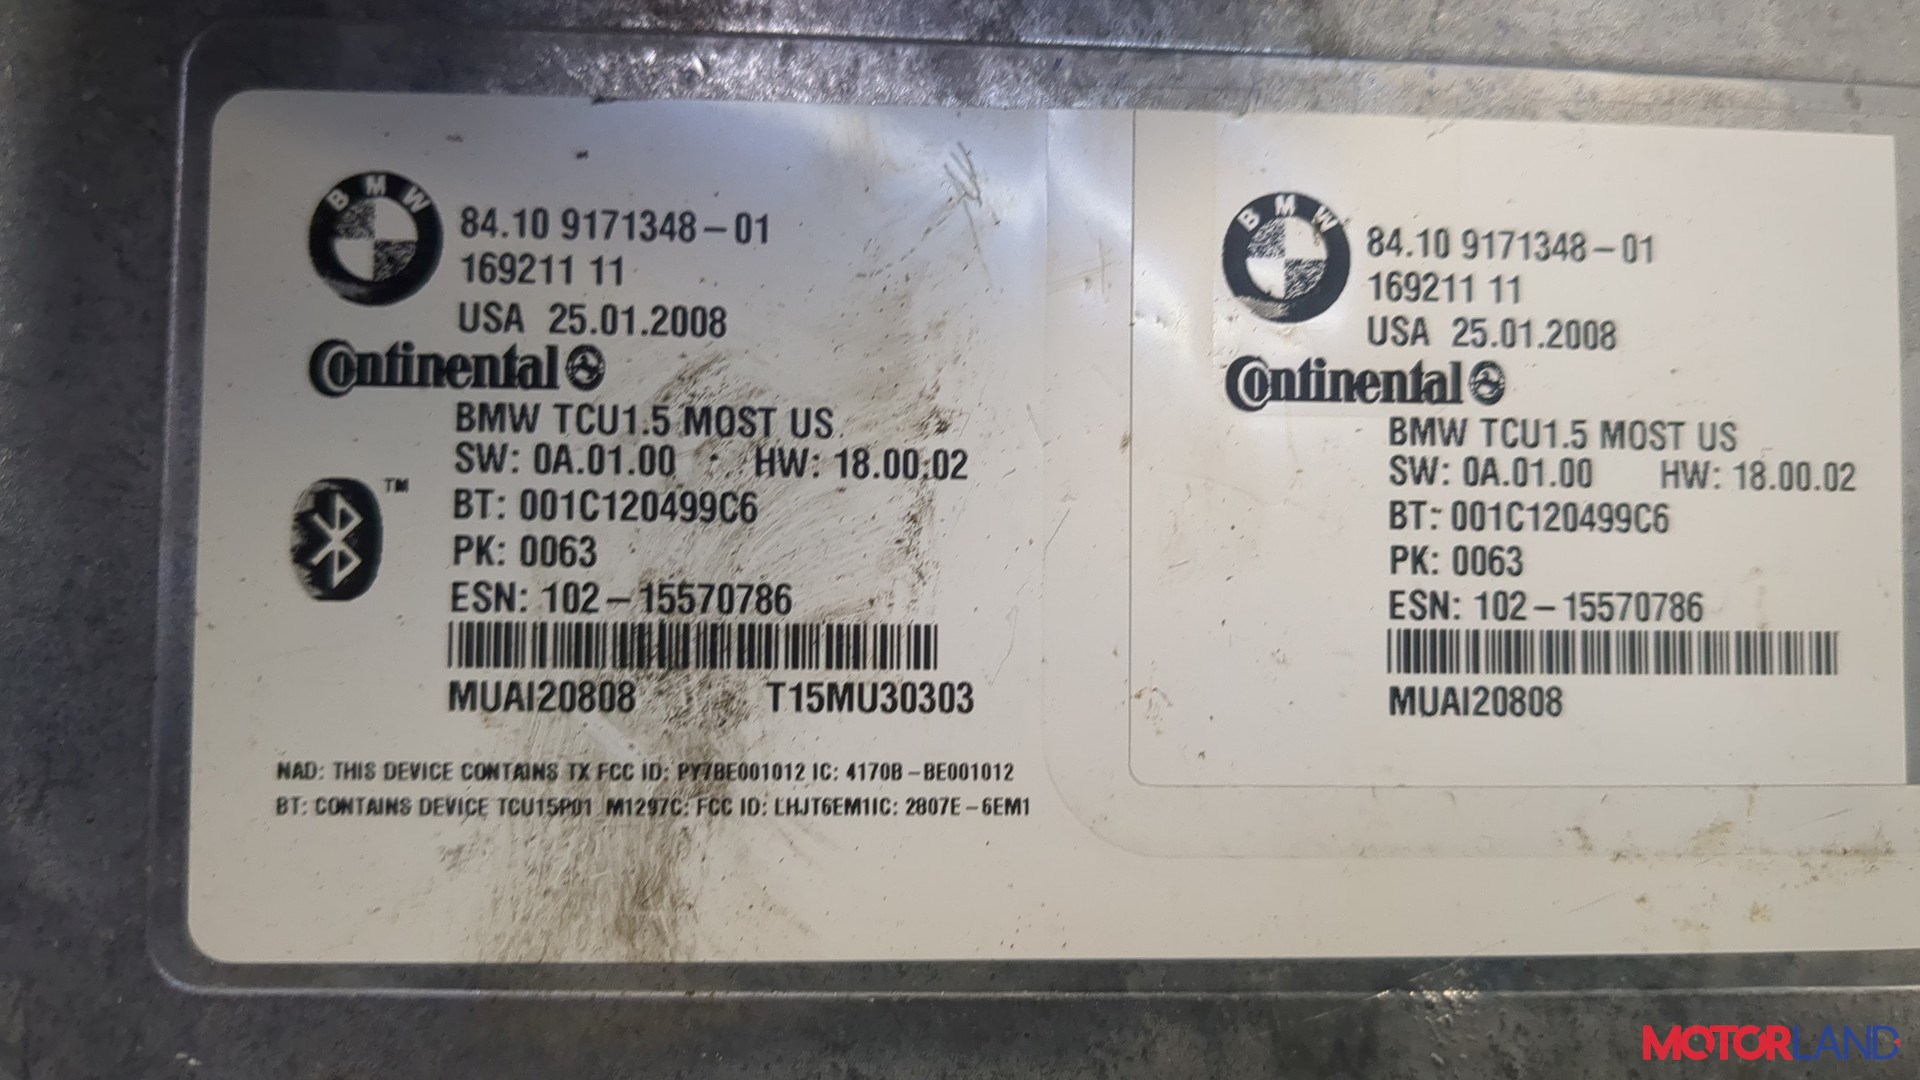 BMW
84.10 9171348-01
169211 11
USA 25.01.2008
Continental
BMW TCU1.5 MOST US
SW: 0A.01.00 HW: 18.00.02
BT: 001C120499C6
TM
PK: 0063
ESN: 102-15570786
MUAI20808 T15MU30303
NAD: THIS DEVICE CONTAINS TX FCC ID: PY7BE001012 IC: 4170B-BE001012
BT: CONTAINS DEVICE TCU15P01 M1297C: FCC ID: LHJT6EM1IC: 2807E-6EM1
BMW
84.10 9171348-01
169211 11
USA 25.01.2008
Continental
BMW TCU1.5 MOST US
SW: 0A.01.00 HW: 18.00.02
BT: 001C120499C6
PK: 0063
ESN: 102-15570786
MUAI20808
MOTORLAND